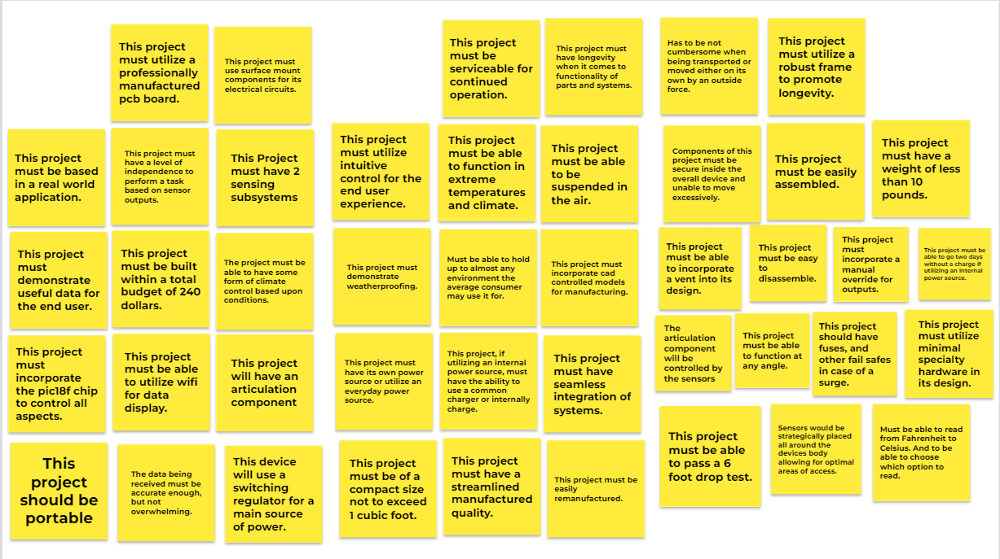 This project
must utilize a
professionally
manufactured
pcb board.
This project must
use surface mount
components for its
electrical circuits.
This project
must be
serviceable for
continued
operation.
This project must
have longevity
when it comes to
functionality of
parts and systems.
Has to be not
cumbersome when
being transported or
moved either on its
own by an outside
force.
This project
must utilize a
robust frame
to promote
longevity.
This project
must be based
in a real world
application.
This project must
have a level of
independence to
perform a task
based on sensor
outputs.
This Project
must have 2
sensing
subsystems
This project
must utilize
intuitive
control for the
end user
experience.
This project
must be able
to function in
extreme
temperatures
and climate.
This project
must be able
to be
suspended in
the air.
Components of this
project must be
secure inside the
overall device and
unable to move
excessively.
This project
must be easily
assembled.
This project
must have a
weight of less
than 10
pounds.
This project
must
demonstrate
useful data for
the end user.
This project
must be built
within a total
budget of 240
dollars.
The project must be
able to have some
form of climate
control based upon
conditions.
This project must
demonstrate
weatherproofing.
Must be able to hold
up to almost any
environment the
average consumer
may use it for.
This project must
incorporate cad
controlled models
for manufacturing.
This project
must be able
to incorporate
a vent into its
design.
This project
must be easy
to
disassemble.
This project
must
incorporate a
manual
override for
outputs.
This project must be
able to go two days
without a charge if
utilizing an internal
power source.
This project
must
incorporate
the pic18f chip
to control all
aspects.
This project
must be able
to utilize wifi
for data
display.
This project
will have an
articulation
component
This project must
have its own power
source or utilize an
everyday power
source.
This project, if
utilizing an internal
power source, must
have the ability to
use a common
charger or internally
charge.
This project
must have
seamless
integration of
systems.
The
articulation
component
will be
controlled by
the sensors
This project
must be able
to function at
any angle.
This project
should have
fuses, and
other fail safes
in case of a
surge.
This project
must utilize
minimal
specialty
hardware in
its design.
This
project
should be
portable
The data being
received must be
accurate enough,
but not
overwhelming.
This device
will use a
switching
regulator for a
main source
of power.
This project
must be of a
compact size
not to exceed
1 cubic foot.
This project
must have a
streamlined
manufactured
quality.
This project must be
easily
remanufactured.
This project
must be able
to pass a 6
foot drop test.
Sensors would be
strategically placed
all around the
devices body
allowing for optimal
areas of access.
Must be able to read
from Fahrenheit to
Celsius. And to be
able to choose
which option to
read.